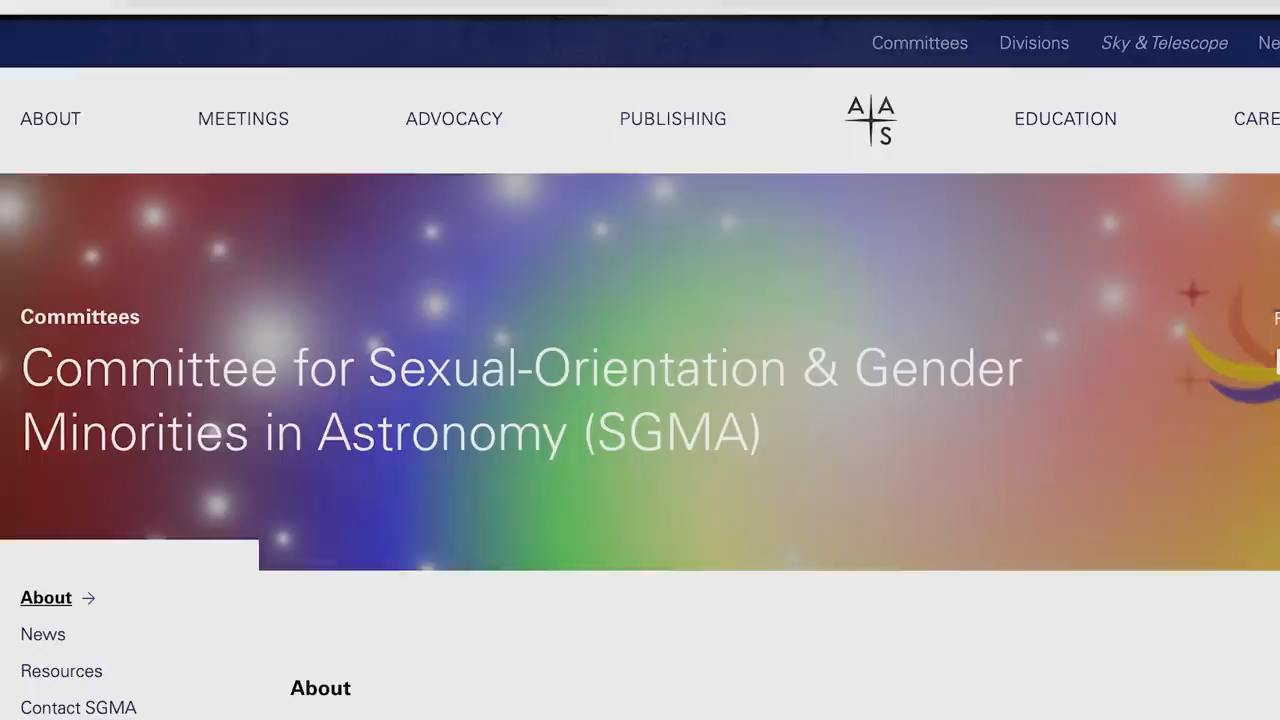 Committees Divisions Sky & Telescope
ABOUT MEETINGS ADVOCACY PUBLISHING AAS EDUCATION
Committees
Committee for Sexual-Orientation & Gender
Minorities in Astronomy (SGMA)
About →
News
Resources
Contact SGMA
About